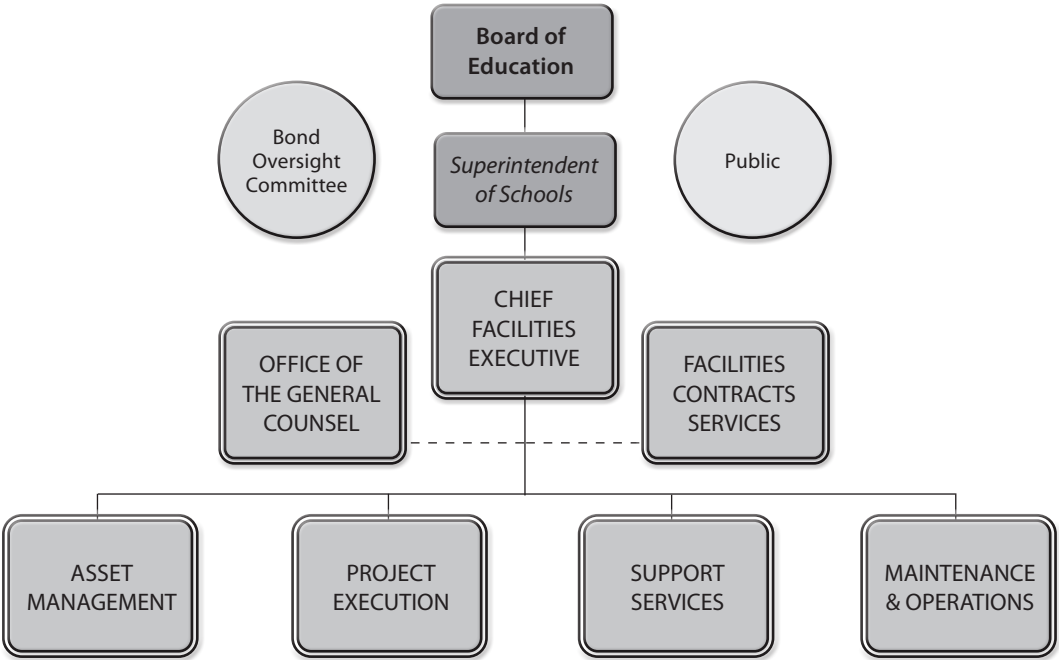 Board of
Education
Bond
Oversight
Committee
Superintendent
of Schools
Public
CHIEF
FACILITIES
EXECUTIVE
OFFICE OF
THE GENERAL
COUNSEL
FACILITIES
CONTRACTS
SERVICES
ASSET
MANAGEMENT
PROJECT
EXECUTION
SUPPORT
SERVICES
MAINTENANCE
& OPERATIONS